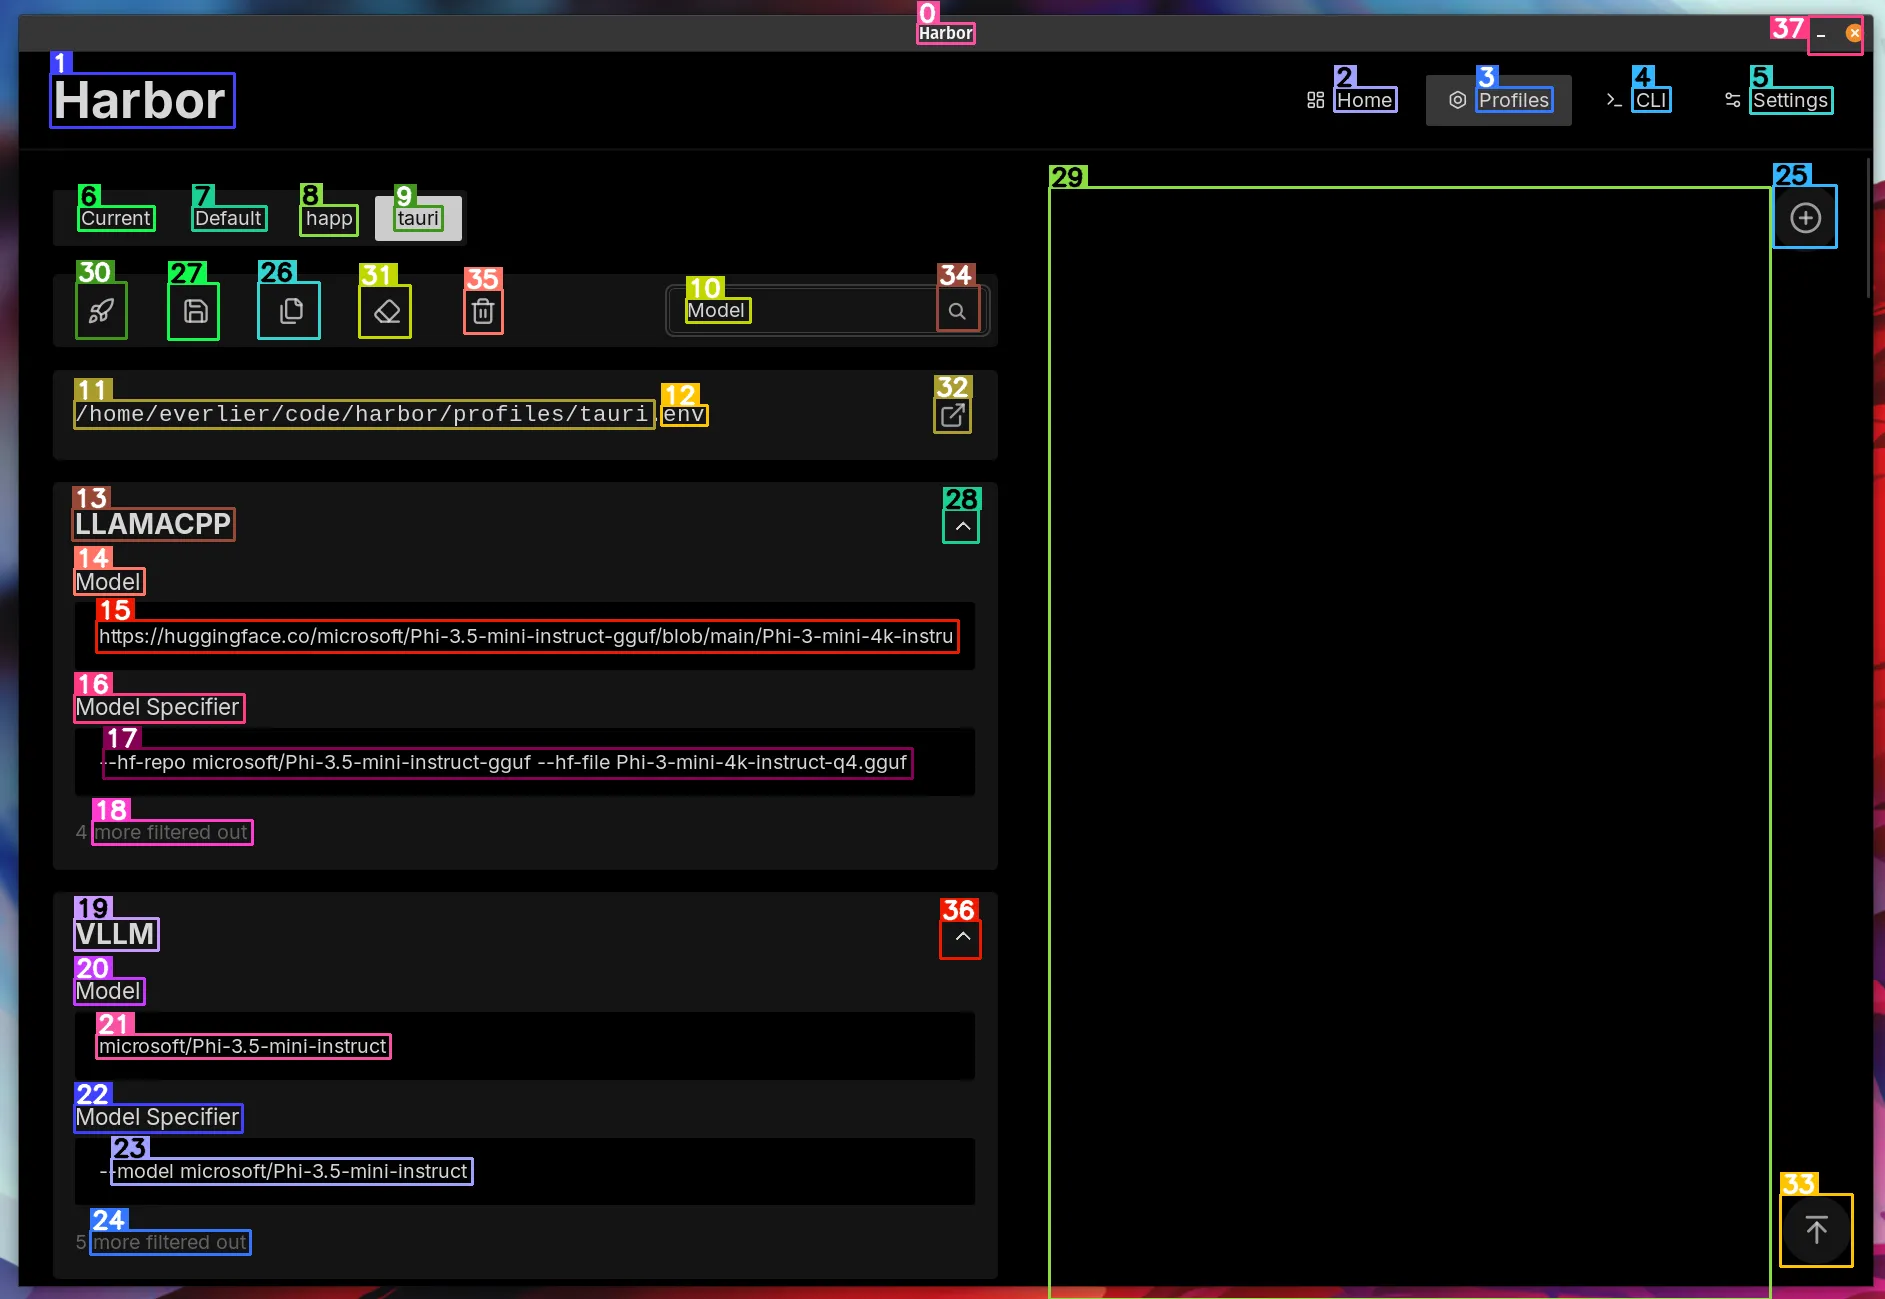 0
Harbor
37
1
Harbor
2
Home
3
Profiles
4
CLI
5
Settings
29
25
6
Current
7
Default
8
happ
9
tauri
30
27
26
31
35
10
Model
34
11
/home/everlier/code/harbor/profiles/tauri.env
12
32
13
LLAMACPP
28
14
Model
15
https://huggingface.co/microsoft/Phi-3.5-mini-instruct-gguf/blob/main/Phi-3-mini-4k-instru
16
Model Specifier
17
--hf-repo microsoft/Phi-3.5-mini-instruct-gguf --hf-file Phi-3-mini-4k-instruct-q4.gguf
18
4 more filtered out
19
VLLM
36
20
Model
21
microsoft/Phi-3.5-mini-instruct
22
Model Specifier
23
--model microsoft/Phi-3.5-mini-instruct
33
24
5 more filtered out